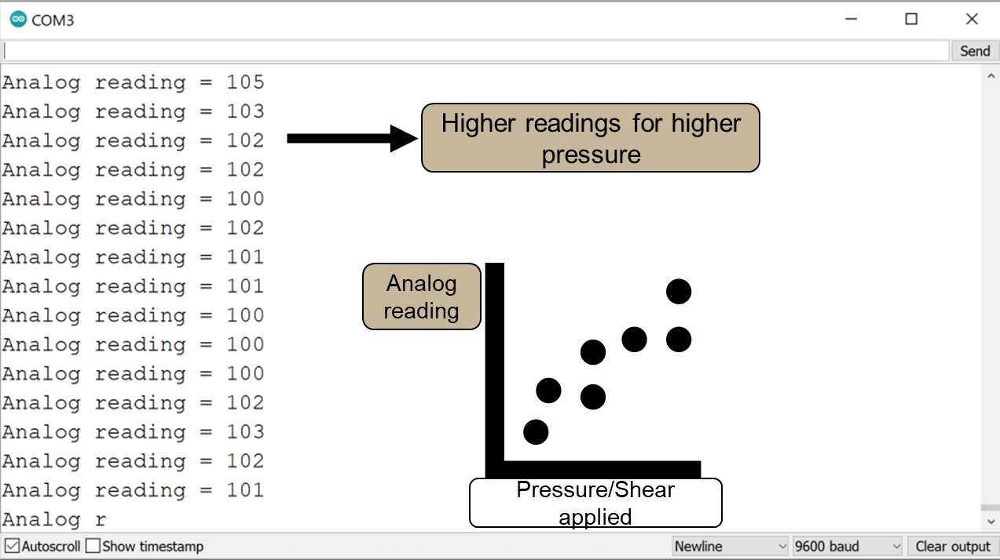 COM3
Send
Analog reading = 105
Analog reading = 103
Analog reading = 102
Analog reading = 102
Analog reading = 100
Analog reading = 102
Analog reading = 101
Analog reading = 101
Analog reading = 100
Analog reading = 100
Analog reading = 100
Analog reading = 102
Analog reading = 103
Analog reading = 102
Analog reading = 101
Analog r
Higher readings for higher
pressure
Analog
reading
Pressure/Shear
applied
Autoscroll
Show timestamp
Newline
9600 baud
Clear output